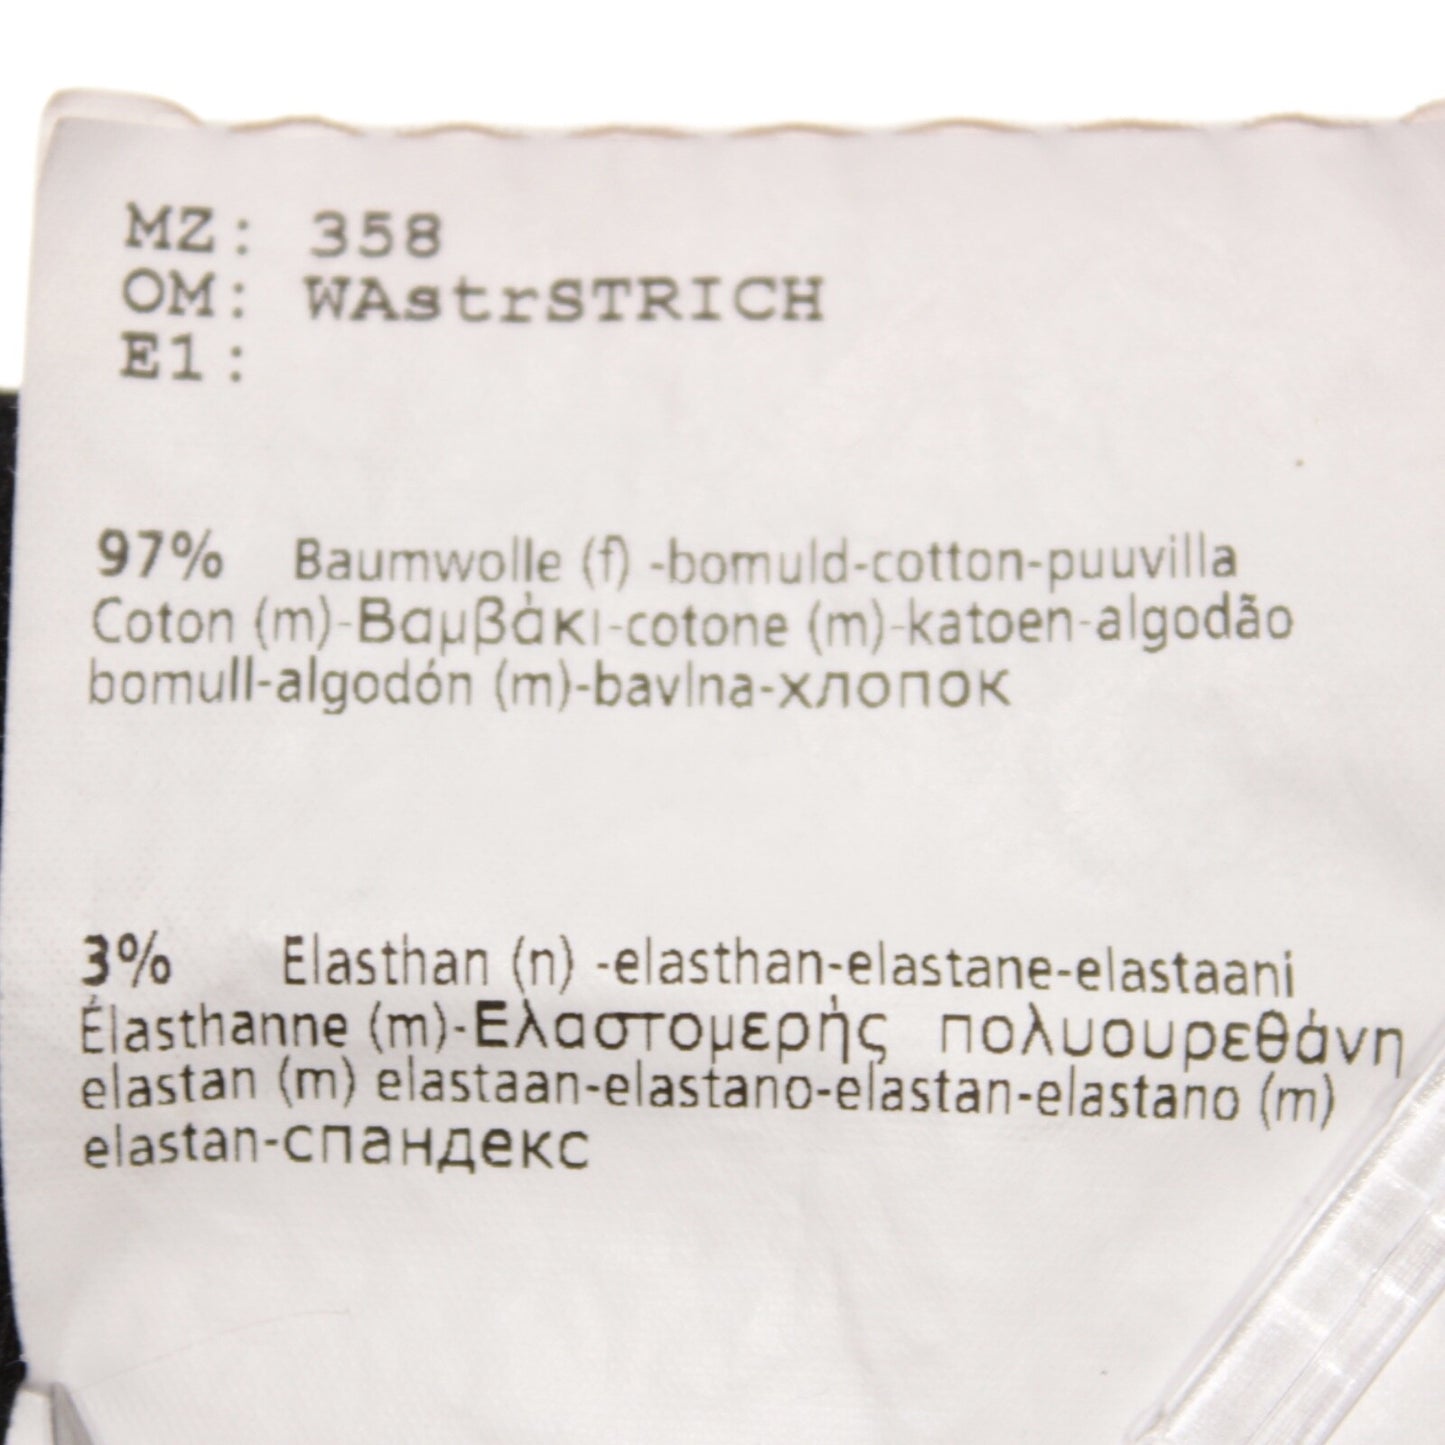 MZ: 358
OM: WAstrSTRICH
E1:
97% Baumwolle (f) -bomuld-cotton-puuvilla
Coton (m)-Βαμβάκι-cotone (m)-katoen-algodão
bomull-algodón (m)-bavlna-хлопок
3% Elasthan (n) -elasthan-elastane-elastaani
Élasthanne (m)-Ελαστομερής πολυουρεθάνη
elastan (m) elastaan-elastano-elastan-elastano (m)
elastan-спандекс